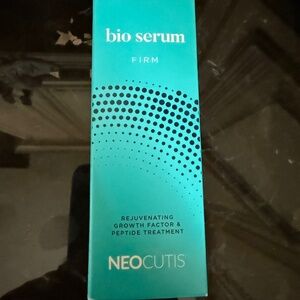 bio serum
FIRM
REJUVENATING
GROWTH FACTOR &
PEPTIDE TREATMENT
NEOCUTIS